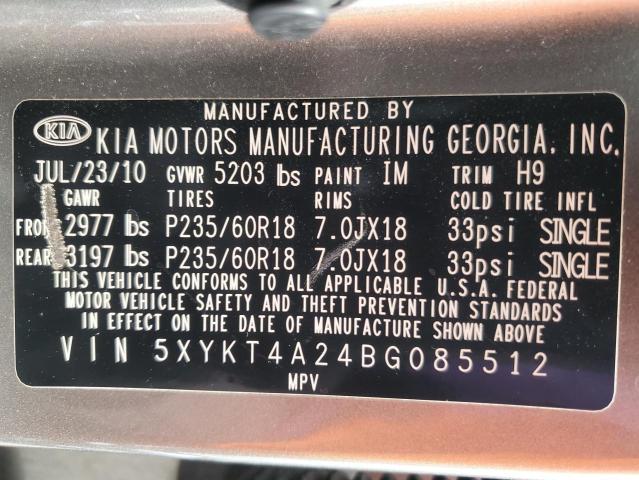 MANUFACTURED BY
KIA KIA MOTORS MANUFACTURING GEORGIA, INC.
JUL/23/10 GVWR 5203 lbs PAINT IM TRIM H9
GAWR TIRES RIMS COLD TIRE INFL
FRON 2977 lbs P235/60R18 7.0JX18 33psi SINGLE
REAR 3197 lbs P235/60R18 7.0JX18 33psi SINGLE
THIS VEHICLE CONFORMS TO ALL APPLICABLE U.S.A. FEDERAL
MOTOR VEHICLE SAFETY AND THEFT PREVENTION STANDARDS
IN EFFECT ON THE DATE OF MANUFACTURE SHOWN ABOVE
VIN 5XYKT4A24BG085512
MPV